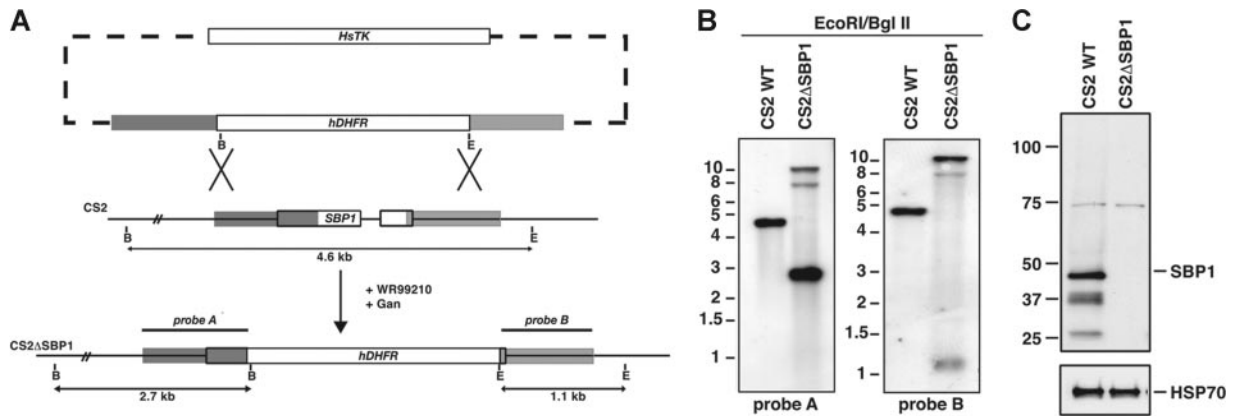 A
HsTK
hDHFR
B
E
CS2
SBP1
B
E
4.6 kb
+ WR99210
+ Gan
probe A
probe B
CS2ΔSBP1
hDHFR
B
B
E
E
2.7 kb
1.1 kb
B
EcoRI/Bgl II
CS2 WT
CS2ΔSBP1
CS2 WT
CS2ΔSBP1
10
8
6
5
4
3
2
1.5
1
10
8
6
5
4
3
2
1.5
1
probe A
probe B
C
CS2 WT
CS2ΔSBP1
100
75
50
37
25
SBP1
HSP70